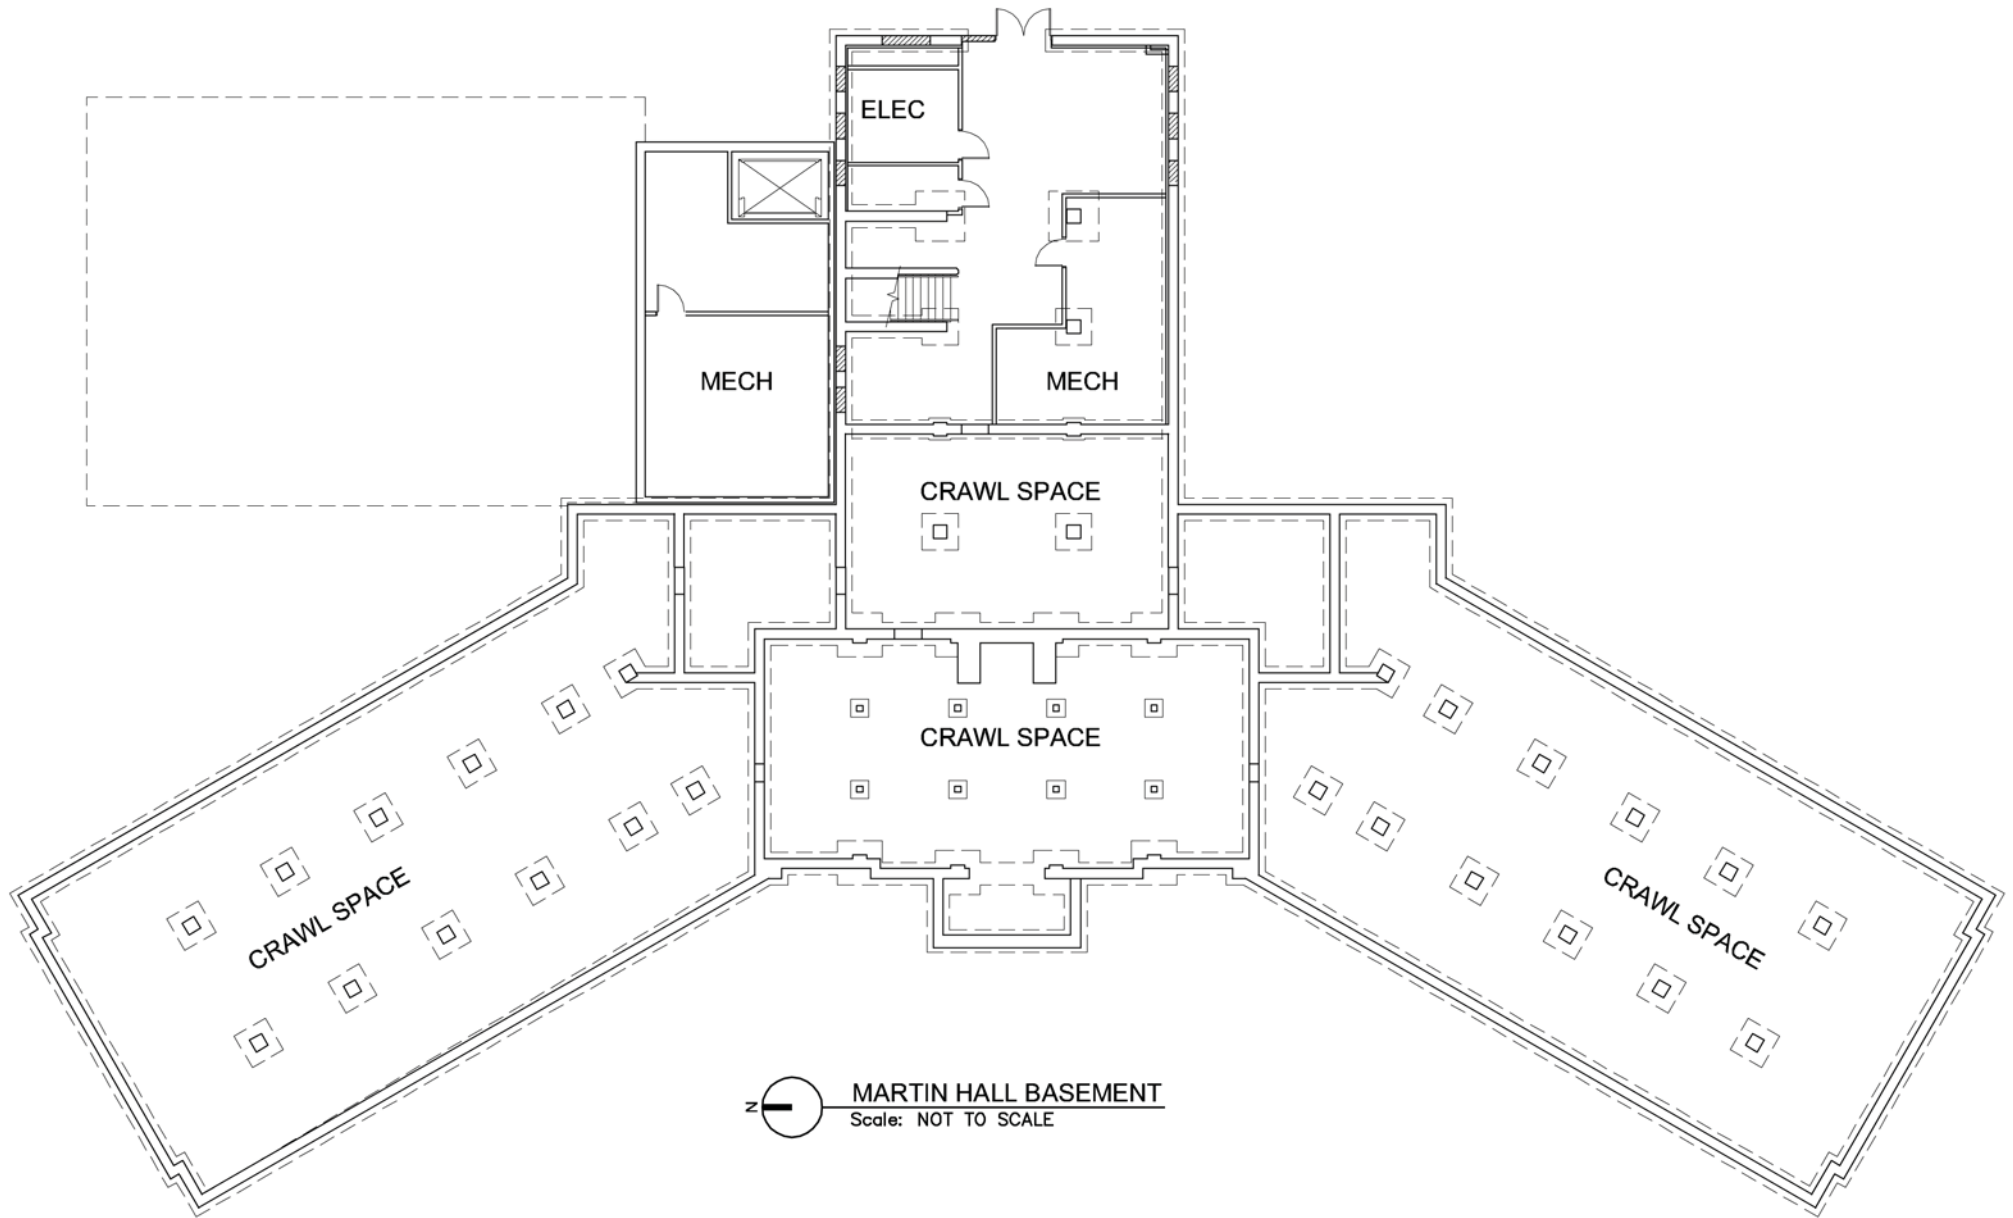 ELEC
MECH
MECH
CRAWL SPACE
CRAWL SPACE
CRAWL SPACE
CRAWL SPACE
N
MARTIN HALL BASEMENT
Scale: NOT TO SCALE